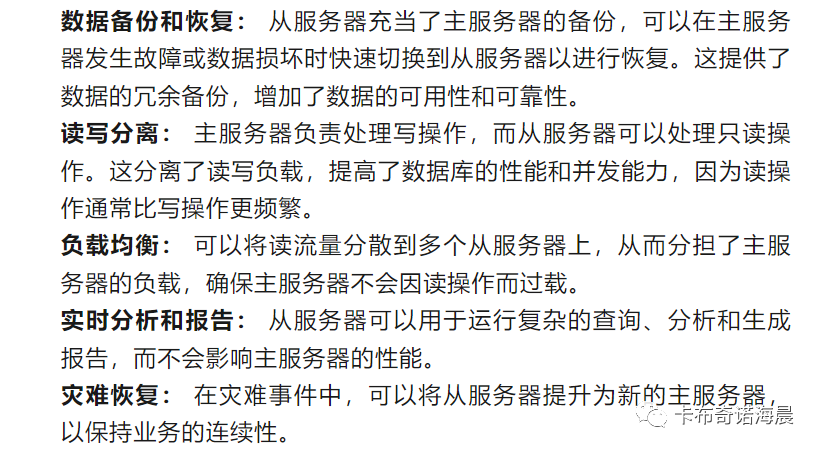 数据备份和恢复： 从服务器充当了主服务器的备份，可以在主服务
器发生故障或数据损坏时快速切换到从服务器以进行恢复。这提供了
数据的冗余备份，增加了数据的可用性和可靠性。
读写分离： 主服务器负责处理写操作，而从服务器可以处理只读操
作。这分离了读写负载，提高了数据库的性能和并发能力，因为读操
作通常比写操作更频繁。
负载均衡： 可以将读流量分散到多个从服务器上，从而分担了主服
务器的负载，确保主服务器不会因读操作而过载。
实时分析和报告： 从服务器可以用于运行复杂的查询、分析和生成
报告，而不会影响主服务器的性能。
灾难恢复： 在灾难事件中，可以将从服务器提升为新的主服务器，
以保持业务的连续性。
卡布奇诺海晨